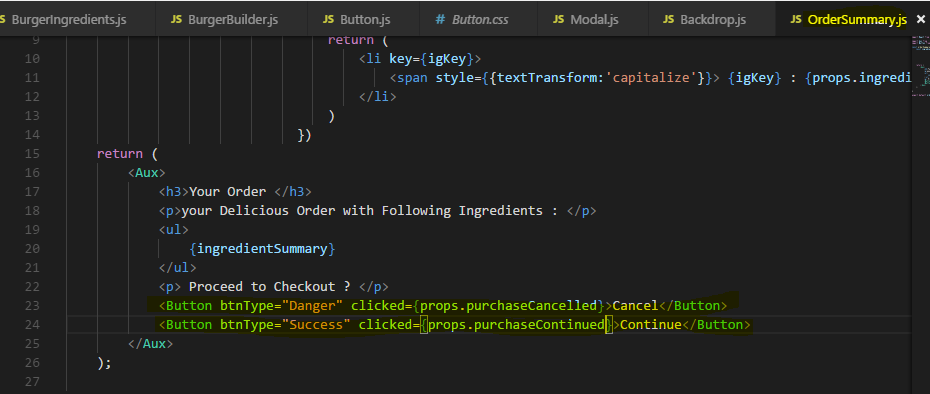 JS BurgerIngredients.js JS BurgerBuilder.js JS Button.js # Button.css JS Modal.js JS Backdrop.js JS OrderSummary.js ×
9 return (
10 <li key={igKey}>
11 <span style={{textTransform:'capitalize'}}> {igKey} : {props.ingredi
12 </li>
13 )
14 })
15 return (
16 <Aux>
17 <h3>Your Order </h3>
18 <p>your Delicious Order with Following Ingredients : </p>
19 <ul>
20 {ingredientSummary}
21 </ul>
22 <p> Proceed to Checkout ? </p>
23 <Button btnType="Danger" clicked={props.purchaseCancelled}>Cancel</Button>
24 <Button btnType="Success" clicked={props.purchaseContinued}>Continue</Button>
25 </Aux>
26 );
27